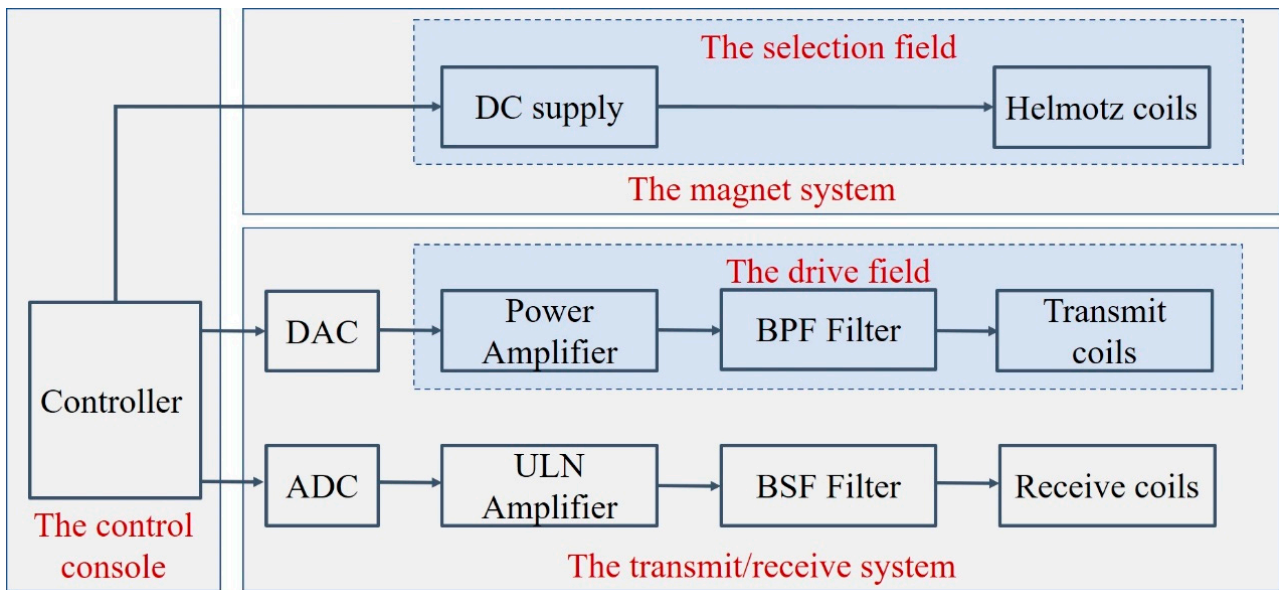 The selection field
DC supply
Helmotz coils
The magnet system
The drive field
DAC
Power
Amplifier
BPF Filter
Transmit
coils
Controller
ADC
ULN
Amplifier
BSF Filter
Receive coils
The control
console
The transmit/receive system